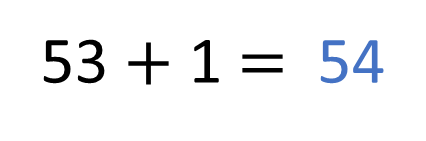 53 + 1 = 54